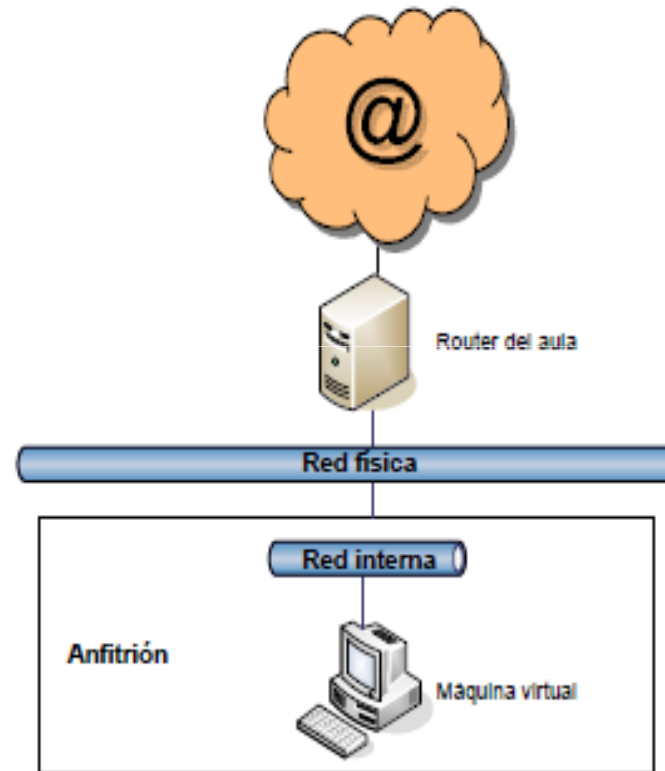 @
Router del aula
Red física
Red interna
Anfitrión
Máquina virtual